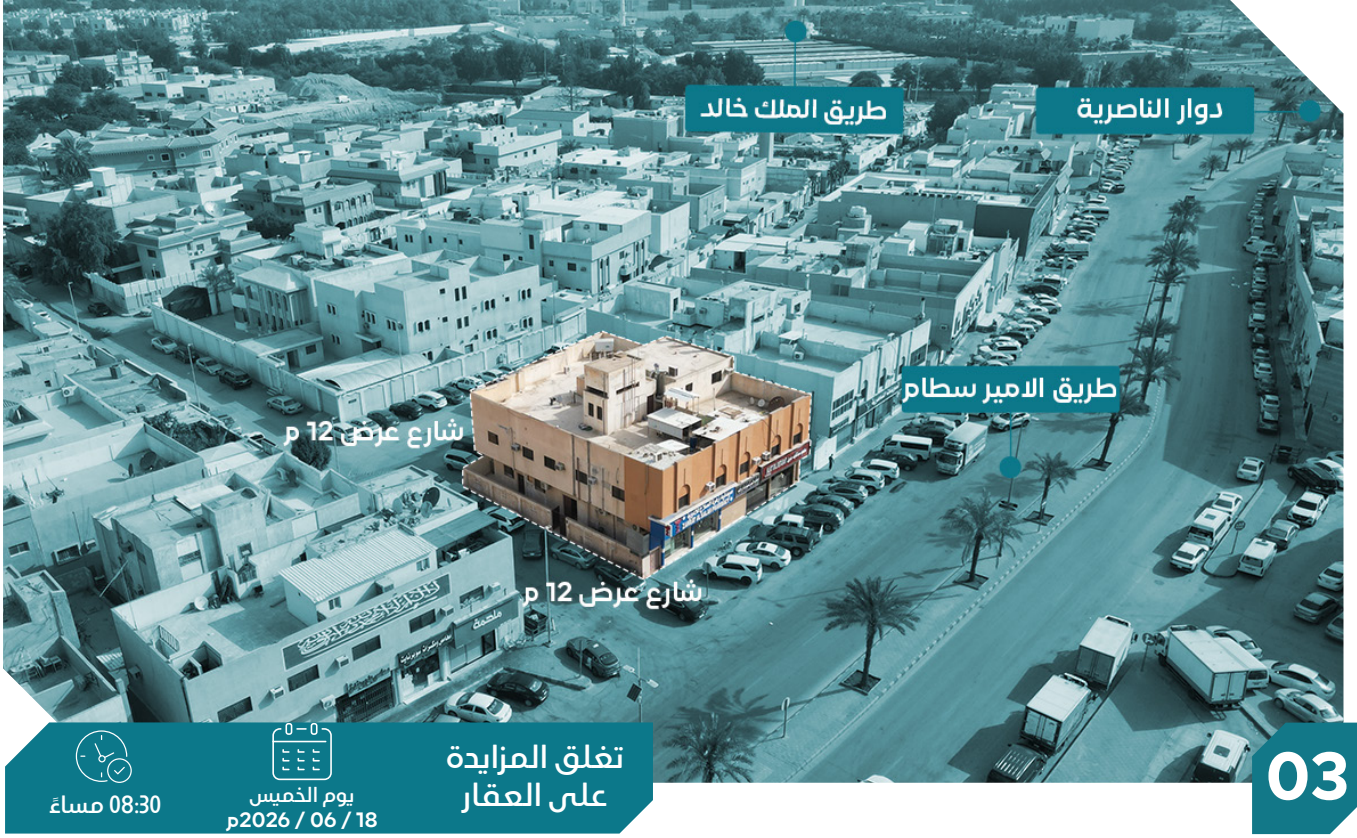 طريق الملك خالد
دوار الناصرية
طريق الامير سطام
شارع عرض 12 م
شارع عرض 12 م
ملحمة
تغلق المزايدة
على العقار
يوم الخميس
18 / 06 / 2026م
08:30 مساءً
03